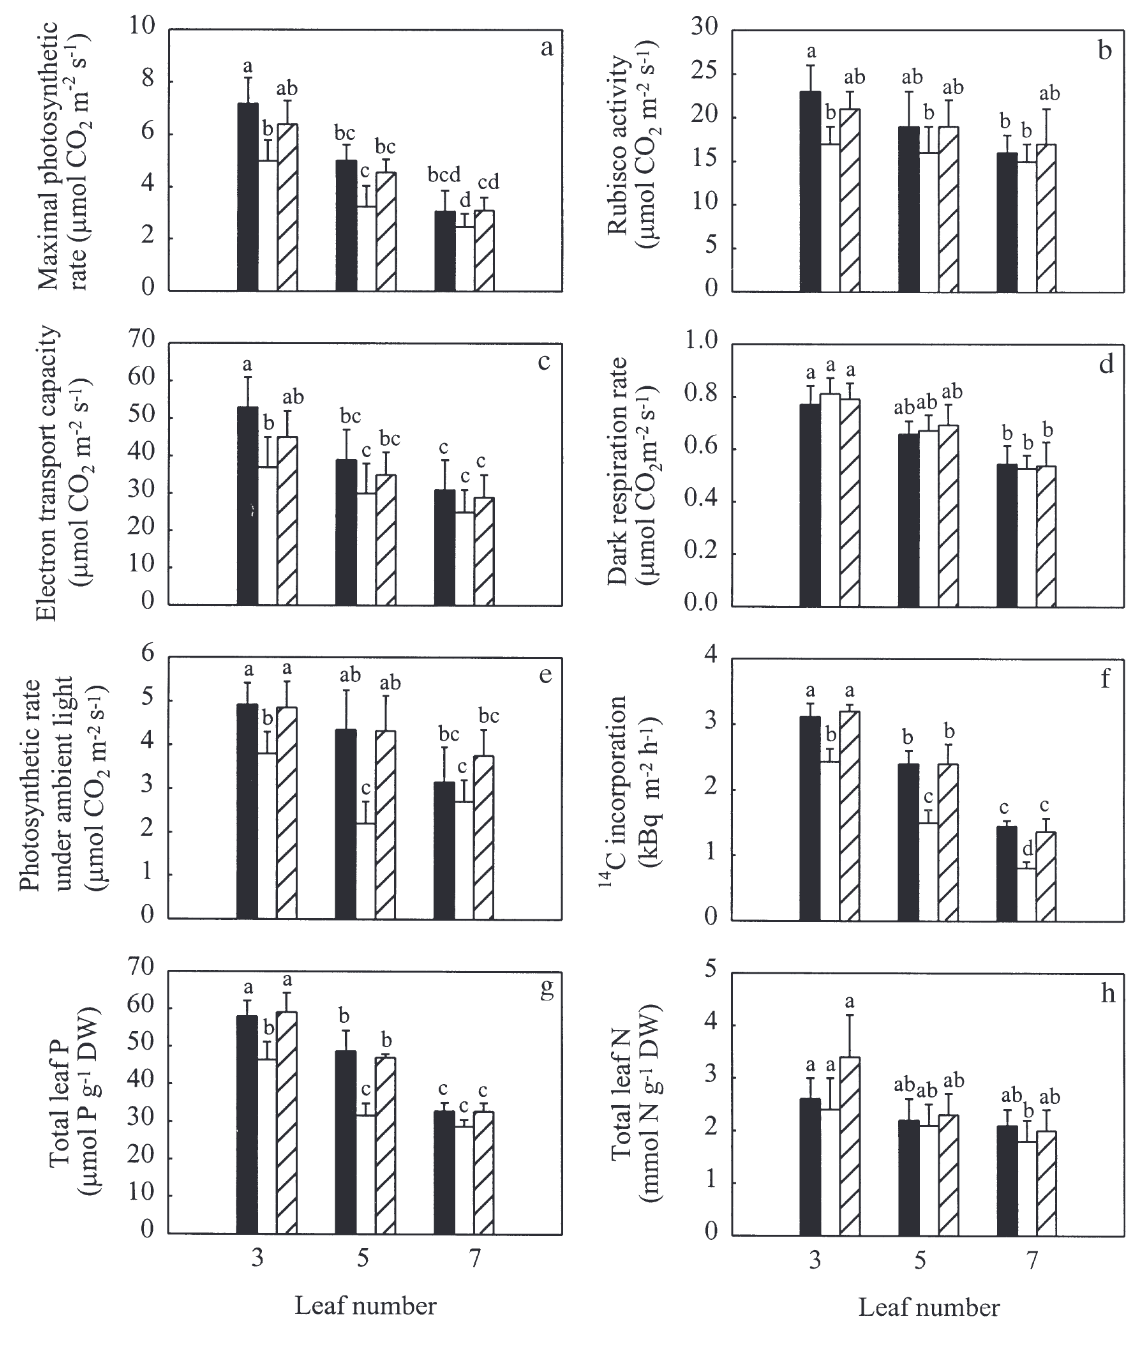 Maximal photosynthetic
rate (μmol CO2 m-2 s-1)
10
8
6
4
2
0
a
a
b
ab
bc
c
bc
bcd
d
cd
Rubisco activity
(μmol CO2 m-2 s-1)
30
25
20
15
10
5
0
b
a
b
ab
ab
b
ab
b
b
ab
Electron transport capacity
(μmol CO2 m-2 s-1)
70
60
50
40
30
20
10
0
c
a
b
ab
bc
c
bc
c
c
c
Dark respiration rate
(μmol CO2m-2 s-1)
1.0
0.8
0.6
0.4
0.2
0.0
d
a
a
a
ab
ab
ab
b
b
b
Photosynthetic rate
under ambient light
(μmol CO2 m-2 s-1)
6
5
4
3
2
1
0
e
a
b
a
ab
c
ab
bc
c
bc
14C incorporation
(kBq m-2 h-1)
4
3
2
1
0
f
a
b
a
b
c
b
c
d
c
Total leaf P
(μmol P g-1 DW)
70
60
50
40
30
20
10
0
g
a
b
a
b
c
b
c
c
c
3 5 7
Leaf number
Total leaf N
(mmol N g-1 DW)
5
4
3
2
1
0
h
a
a
a
ab
ab
ab
ab
b
ab
3 5 7
Leaf number